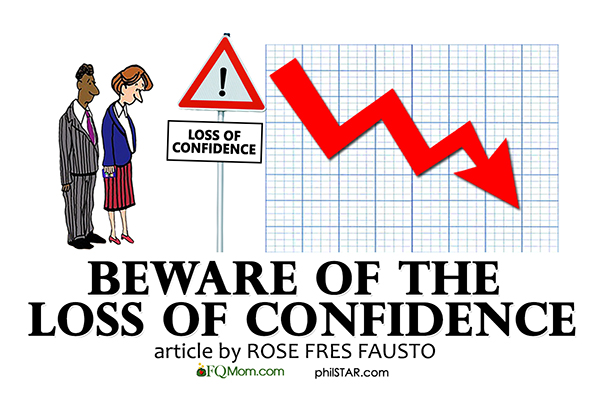 !
LOSS OF
CONFIDENCE
BEWARE OF THE
LOSS OF CONFIDENCE
article by ROSE FRES FAUSTO
FQMom.com philSTAR.com